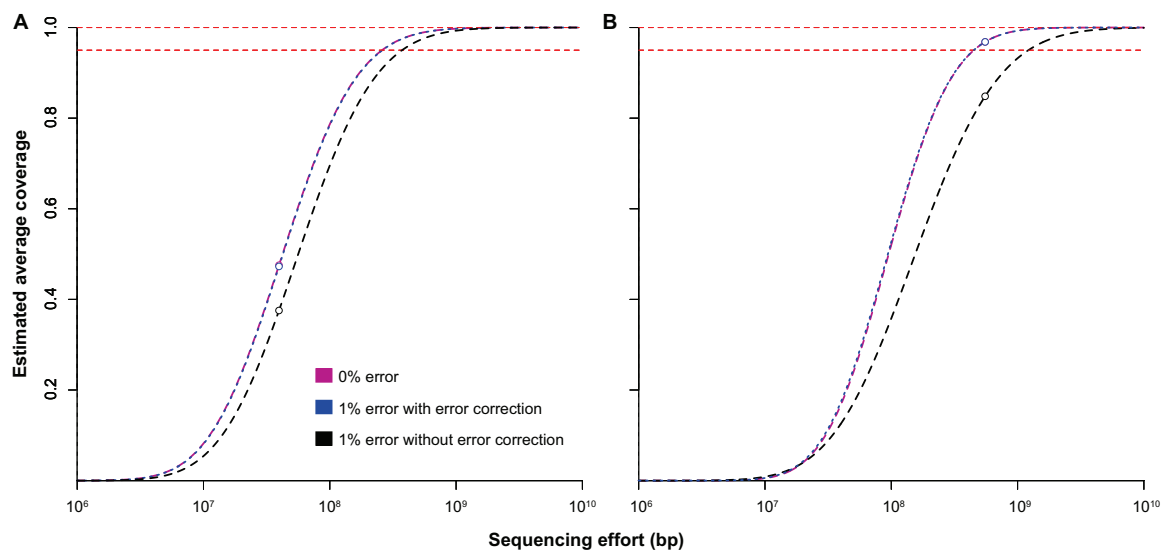 A
B
Estimated average coverage
1.0
0.8
0.6
0.4
0.2
0% error
1% error with error correction
1% error without error correction
10⁶ 10⁷ 10⁸ 10⁹ 10¹⁰
10⁶ 10⁷ 10⁸ 10⁹ 10¹⁰
Sequencing effort (bp)